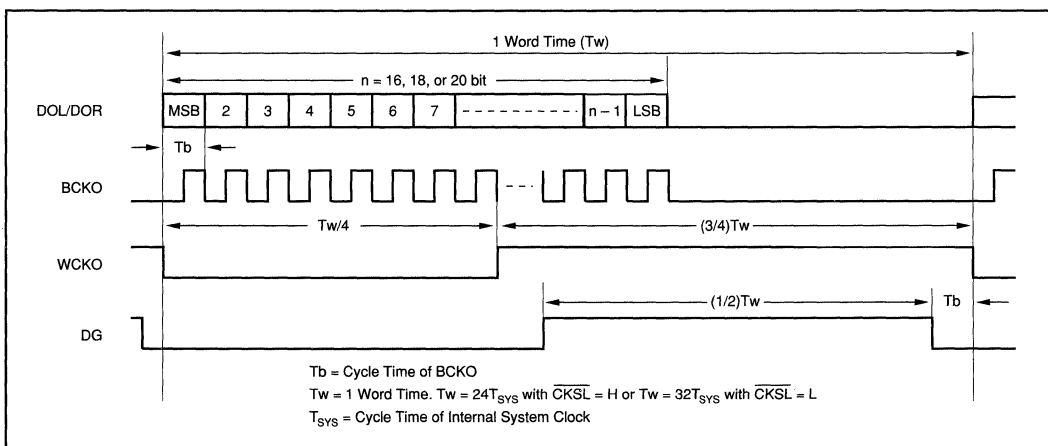 1 Word Time (Tw)
n = 16, 18, or 20 bit
DOL/DOR MSB 2 3 4 5 6 7 n – 1 LSB
Tb
BCKO
Tw/4 (3/4)Tw
WCKO
(1/2)Tw Tb
DG
Tb = Cycle Time of BCKO
Tw = 1 Word Time. Tw = 24T_SYS with C̅K̅S̅L̅ = H or Tw = 32T_SYS with C̅K̅S̅L̅ = L
T_SYS = Cycle Time of Internal System Clock